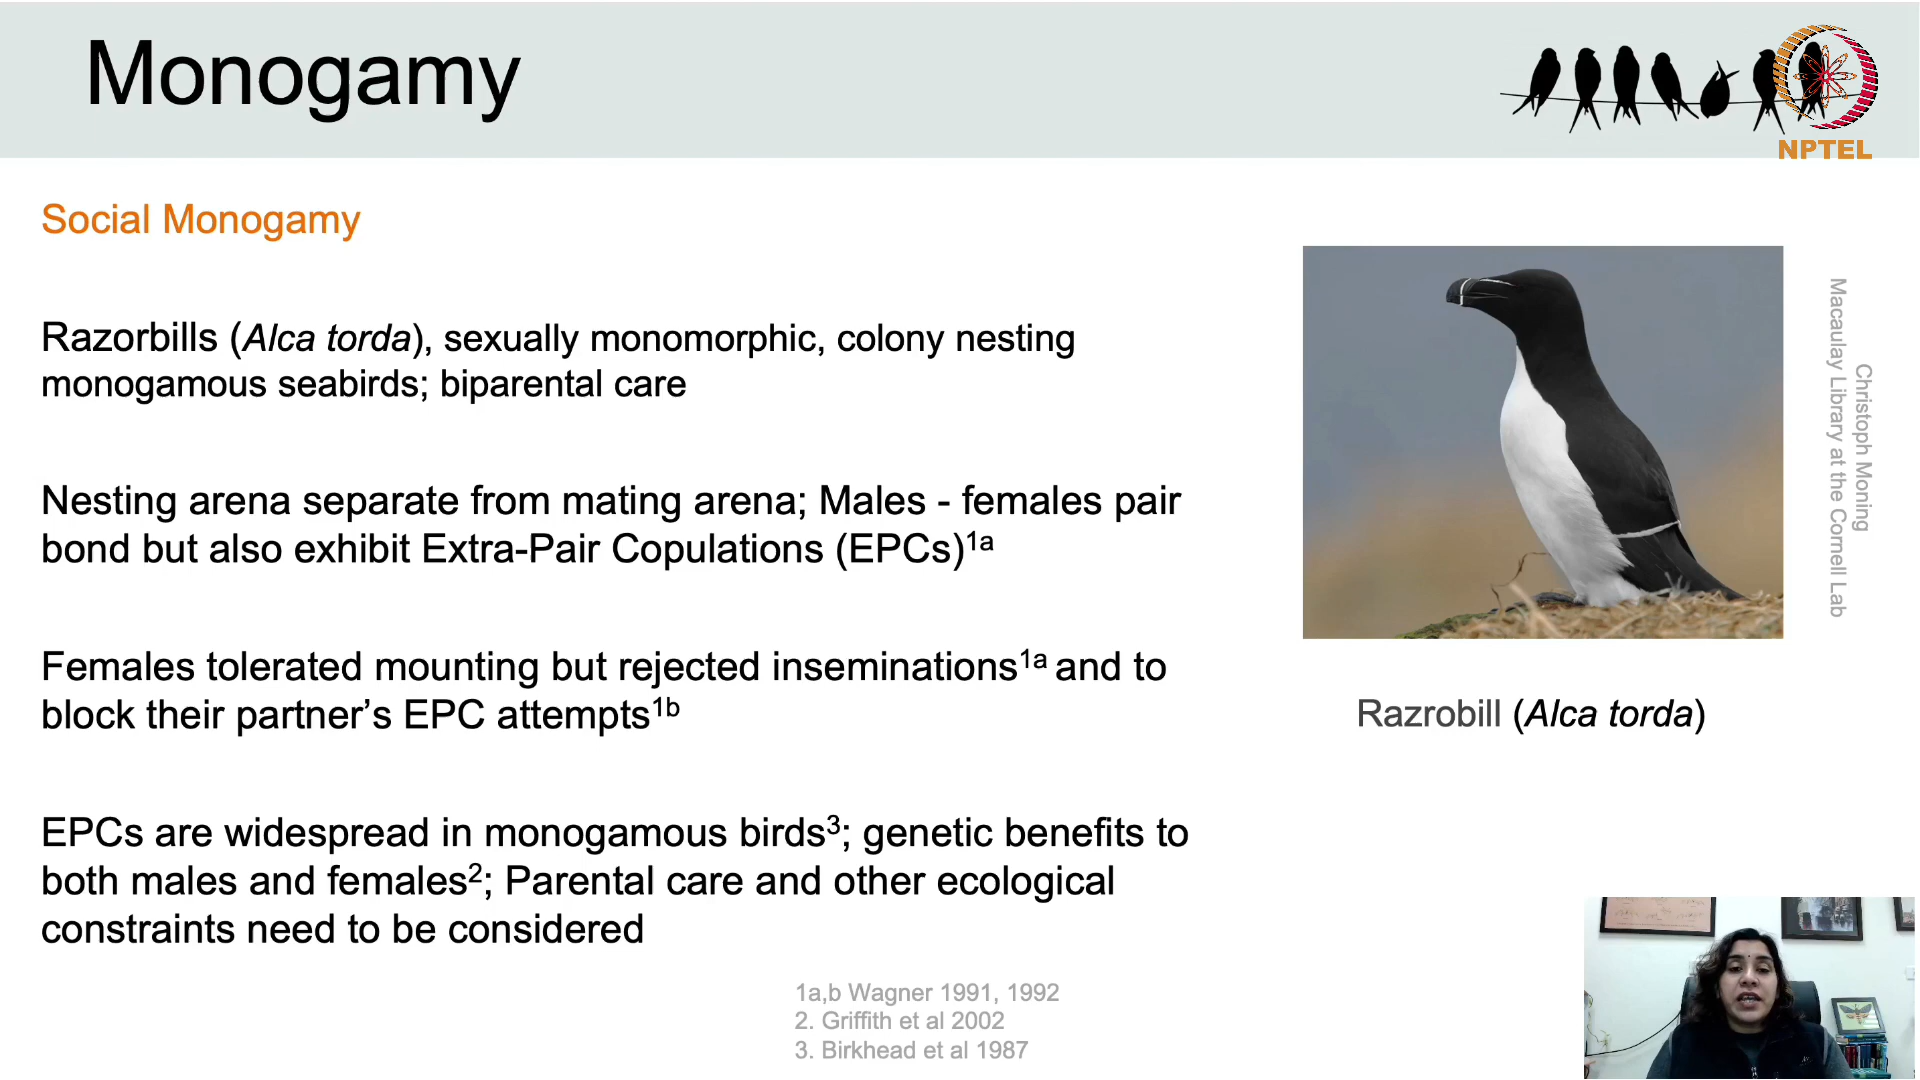 Monogamy
NPTEL
Social Monogamy
Razorbills (Alca torda), sexually monomorphic, colony nesting
monogamous seabirds; biparental care
Nesting arena separate from mating arena; Males - females pair
bond but also exhibit Extra-Pair Copulations (EPCs)1a
Females tolerated mounting but rejected inseminations1a and to
block their partner’s EPC attempts1b
EPCs are widespread in monogamous birds3; genetic benefits to
both males and females2; Parental care and other ecological
constraints need to be considered
Christoph Moning
Macaulay Library at the Cornell Lab
Razrobill (Alca torda)
1a,b Wagner 1991, 1992
2. Griffith et al 2002
3. Birkhead et al 1987